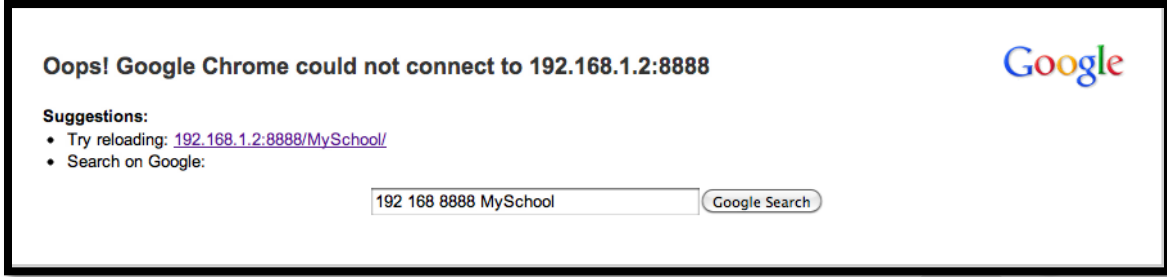 Oops! Google Chrome could not connect to 192.168.1.2:8888
Google
Suggestions:
• Try reloading: 192.168.1.2:8888/MySchool/
• Search on Google:
192 168 8888 MySchool
Google Search